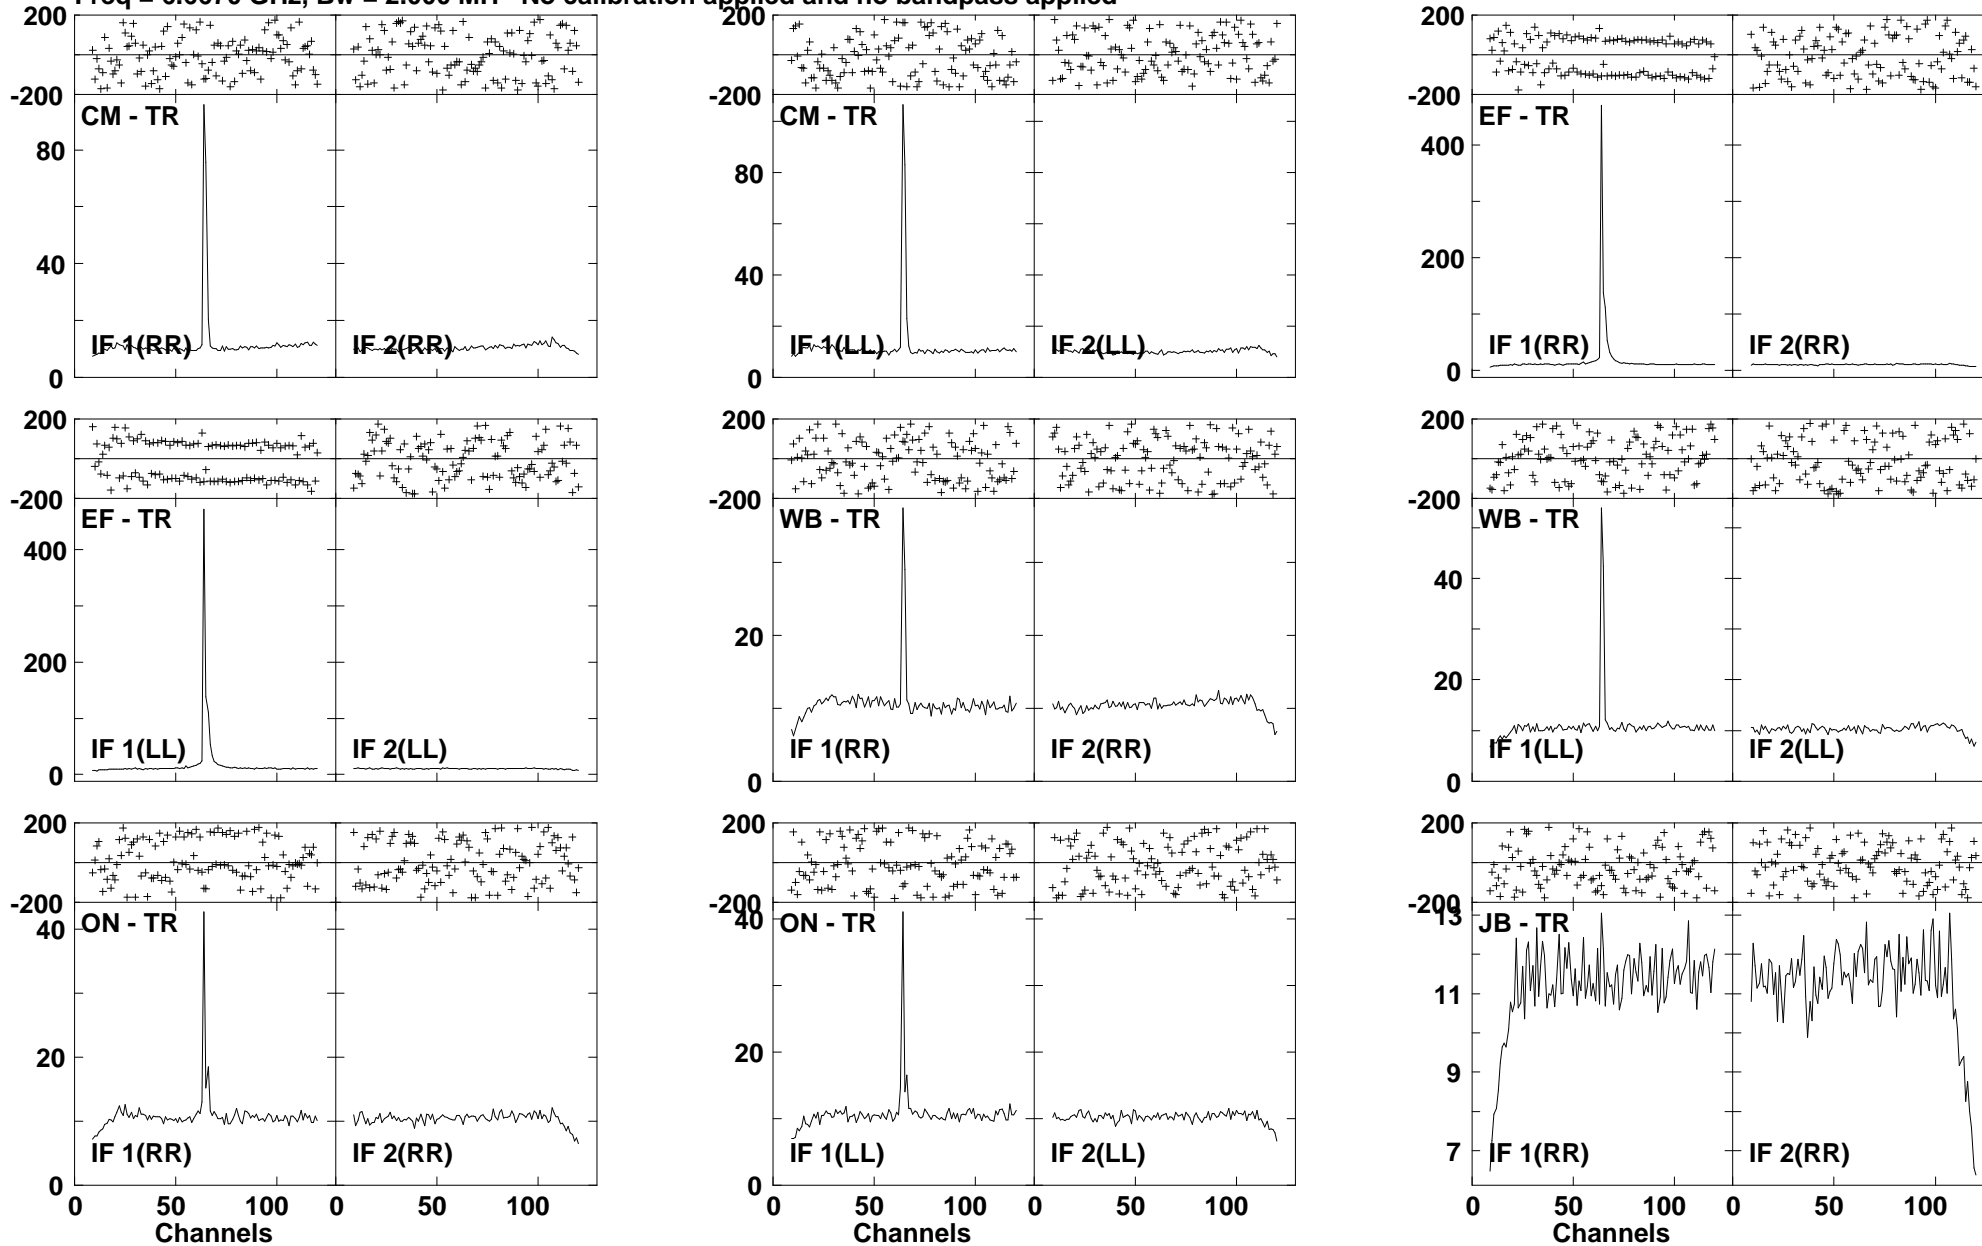 No calibration applied and no bandpass applied
200
-200
CM - TR
80
40
0
IF 1(RR)
IF 2(RR)
200
-200
CM - TR
80
40
0
IF 1(LL)
IF 2(LL)
200
-200
EF - TR
400
200
0
IF 1(RR)
IF 2(RR)
200
-200
EF - TR
400
200
0
IF 1(LL)
IF 2(LL)
200
-200
WB - TR
20
0
IF 1(RR)
IF 2(RR)
200
-200
WB - TR
40
20
0
IF 1(LL)
IF 2(LL)
200
-200
ON - TR
40
20
0
IF 1(RR)
IF 2(RR)
0 50 100 0 100
Channels
200
-200
ON - TR
40
20
0
IF 1(LL)
IF 2(LL)
0 50 100 0 100
Channels
200
-200
JB - TR
13
11
9
7
IF 1(RR)
IF 2(RR)
0 50 100 0 100
Channels